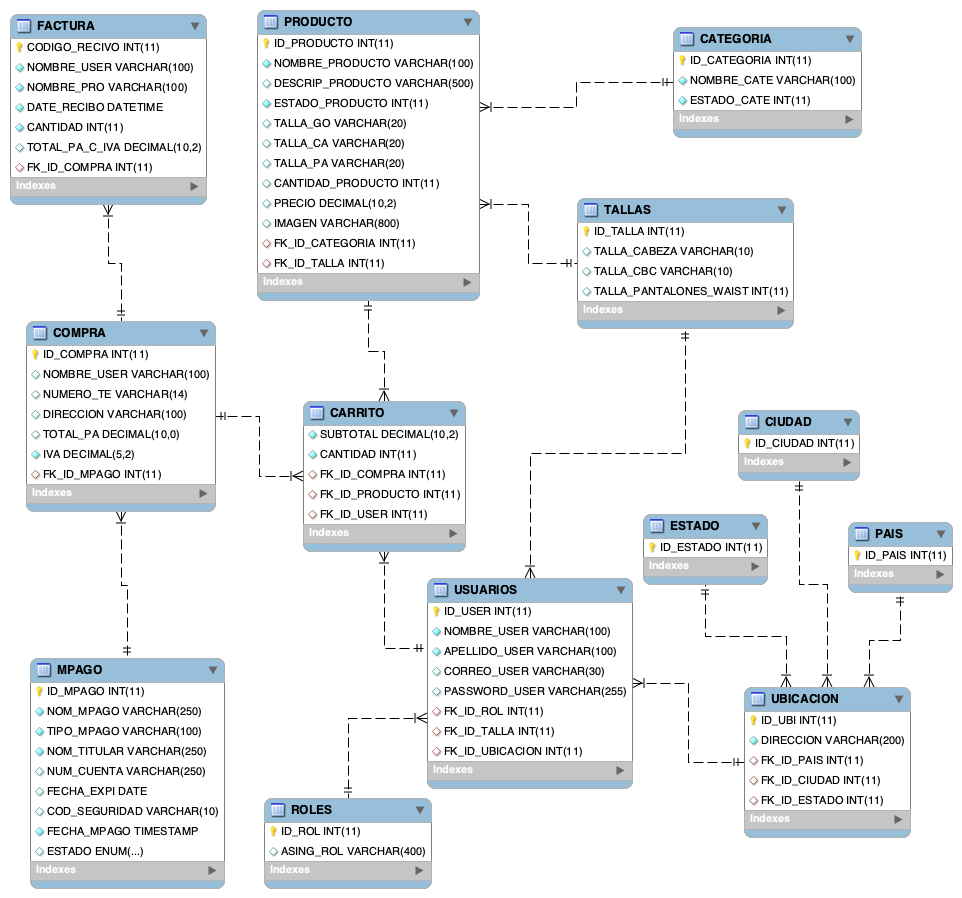 FACTURA
CODIGO_RECIVO INT(11)
NOMBRE_USER VARCHAR(100)
NOMBRE_PRO VARCHAR(100)
DATE_RECIBO DATETIME
CANTIDAD INT(11)
TOTAL_PA_C_IVA DECIMAL(10,2)
FK_ID_COMPRA INT(11)
Indexes
PRODUCTO
ID_PRODUCTO INT(11)
NOMBRE_PRODUCTO VARCHAR(100)
DESCRIP_PRODUCTO VARCHAR(500)
ESTADO_PRODUCTO INT(11)
TALLA_GO VARCHAR(20)
TALLA_CA VARCHAR(20)
TALLA_PA VARCHAR(20)
CANTIDAD_PRODUCTO INT(11)
PRECIO DECIMAL(10,2)
IMAGEN VARCHAR(800)
FK_ID_CATEGORIA INT(11)
FK_ID_TALLA INT(11)
Indexes
CATEGORIA
ID_CATEGORIA INT(11)
NOMBRE_CATE VARCHAR(100)
ESTADO_CATE INT(11)
Indexes
TALLAS
ID_TALLA INT(11)
TALLA_CABEZA VARCHAR(10)
TALLA_CBC VARCHAR(10)
TALLA_PANTALONES_WAIST INT(11)
Indexes
COMPRA
ID_COMPRA INT(11)
NOMBRE_USER VARCHAR(100)
NUMERO_TE VARCHAR(14)
DIRECCION VARCHAR(100)
TOTAL_PA DECIMAL(10,0)
IVA DECIMAL(5,2)
FK_ID_MPAGO INT(11)
Indexes
CARRITO
SUBTOTAL DECIMAL(10,2)
CANTIDAD INT(11)
FK_ID_COMPRA INT(11)
FK_ID_PRODUCTO INT(11)
FK_ID_USER INT(11)
Indexes
CIUDAD
ID_CIUDAD INT(11)
Indexes
ESTADO
ID_ESTADO INT(11)
Indexes
PAIS
ID_PAIS INT(11)
Indexes
USUARIOS
ID_USER INT(11)
NOMBRE_USER VARCHAR(100)
APELLIDO_USER VARCHAR(100)
CORREO_USER VARCHAR(30)
PASSWORD_USER VARCHAR(255)
FK_ID_ROL INT(11)
FK_ID_TALLA INT(11)
FK_ID_UBICACION INT(11)
Indexes
MPAGO
ID_MPAGO INT(11)
NOM_MPAGO VARCHAR(250)
TIPO_MPAGO VARCHAR(100)
NOM_TITULAR VARCHAR(250)
NUM_CUENTA VARCHAR(250)
FECHA_EXPI DATE
COD_SEGURIDAD VARCHAR(10)
FECHA_MPAGO TIMESTAMP
ESTADO ENUM(...)
Indexes
ROLES
ID_ROL INT(11)
ASING_ROL VARCHAR(400)
Indexes
UBICACION
ID_UBI INT(11)
DIRECCION VARCHAR(200)
FK_ID_PAIS INT(11)
FK_ID_CIUDAD INT(11)
FK_ID_ESTADO INT(11)
Indexes